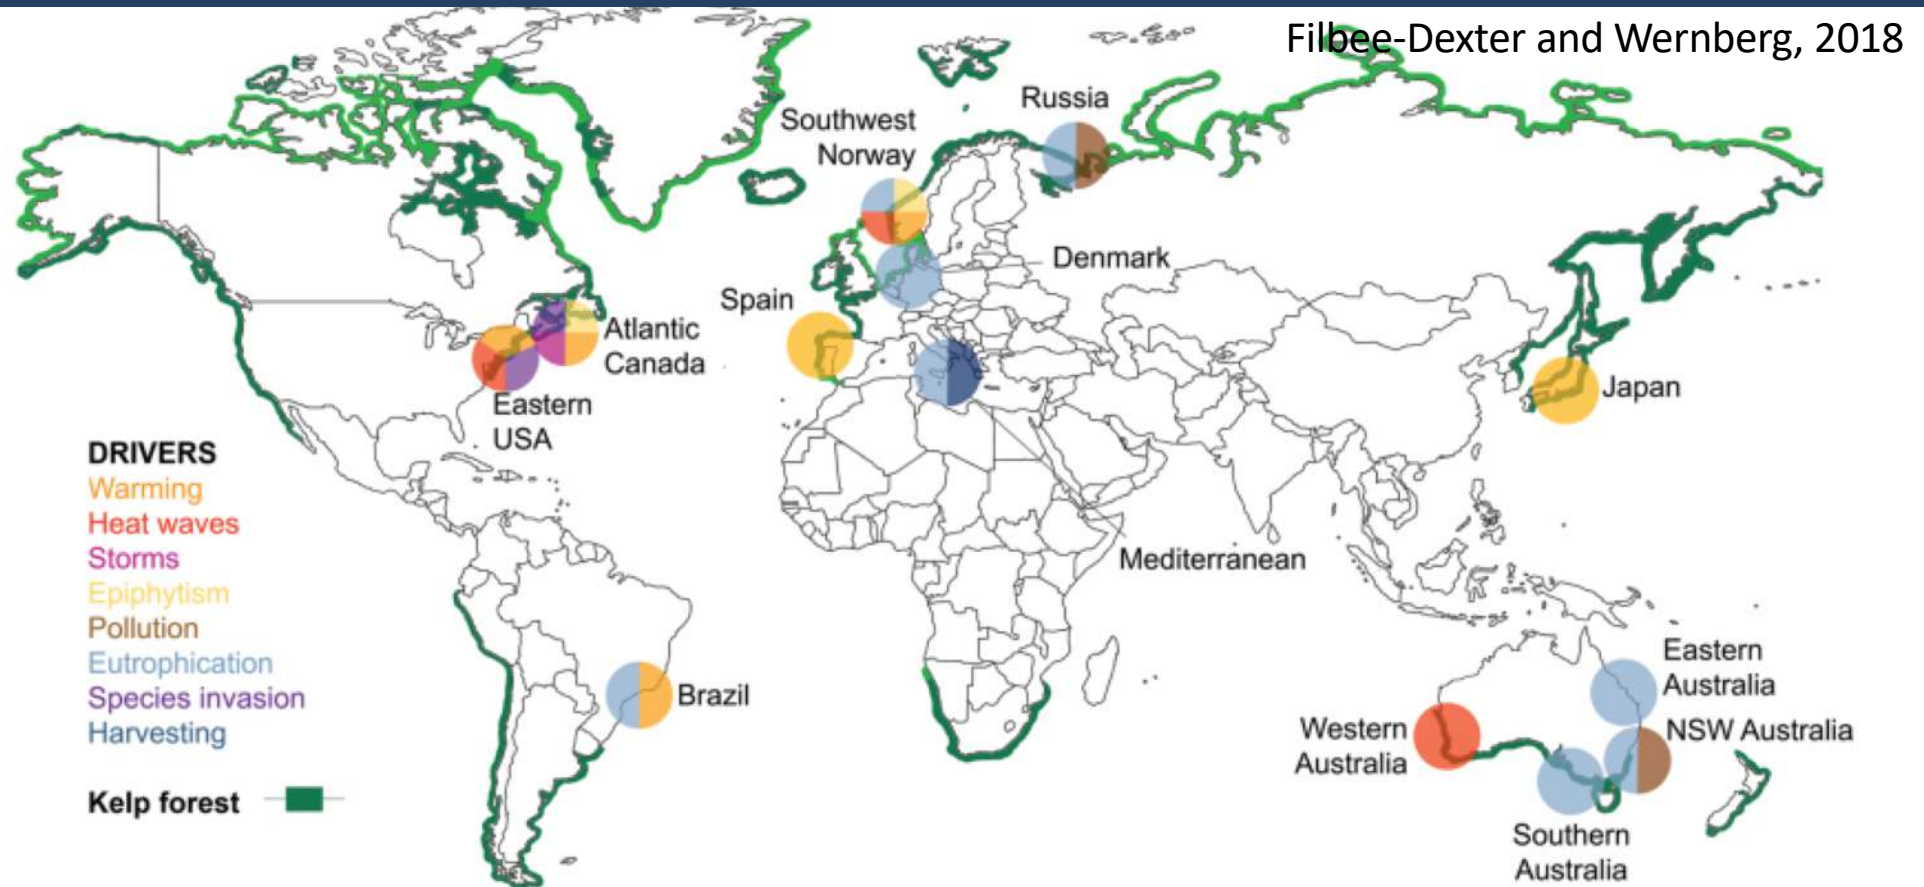 Filbee-Dexter and Wernberg, 2018
Russia
Southwest
Norway
Denmark
Spain
Atlantic
Canada
Japan
Eastern
USA
DRIVERS
Warming
Heat waves
Storms
Epiphytism
Pollution
Eutrophication
Species invasion
Harvesting
Kelp forest
Mediterranean
Brazil
Eastern
Australia
NSW Australia
Western
Australia
Southern
Australia